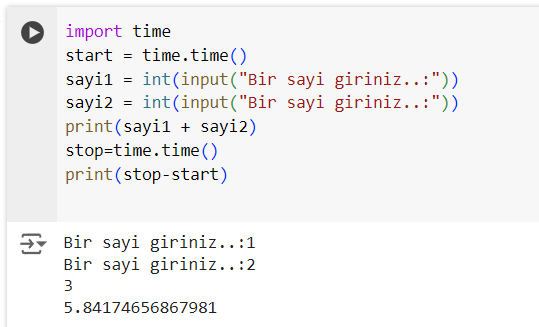 import time
start = time.time()
sayi1 = int(input("Bir sayi giriniz..:"))
sayi2 = int(input("Bir sayi giriniz..:"))
print(sayi1 + sayi2)
stop=time.time()
print(stop-start)
Bir sayi giriniz..:1
Bir sayi giriniz..:2
3
5.84174656867981